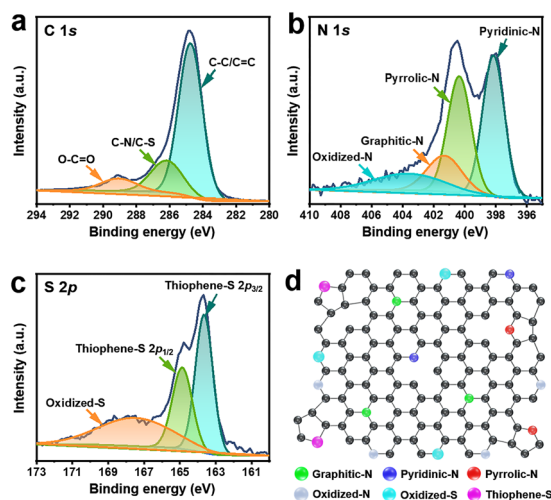 a
C 1s
C-C/C=C
C-N/C-S
O-C=O
Intensity (a.u.)
294 292 290 288 286 284 282 280
Binding energy (eV)
b
N 1s
Pyridinic-N
Pyrrolic-N
Graphitic-N
Oxidized-N
Intensity (a.u.)
410 408 406 404 402 400 398 396
Binding energy (eV)
c
S 2p
Thiophene-S 2p3/2
Thiophene-S 2p1/2
Oxidized-S
Intensity (a.u.)
173 171 169 167 165 163 161
Binding energy (eV)
d
Graphitic-N Pyridinic-N Pyrrolic-N
Oxidized-N Oxidized-S Thiophene-S